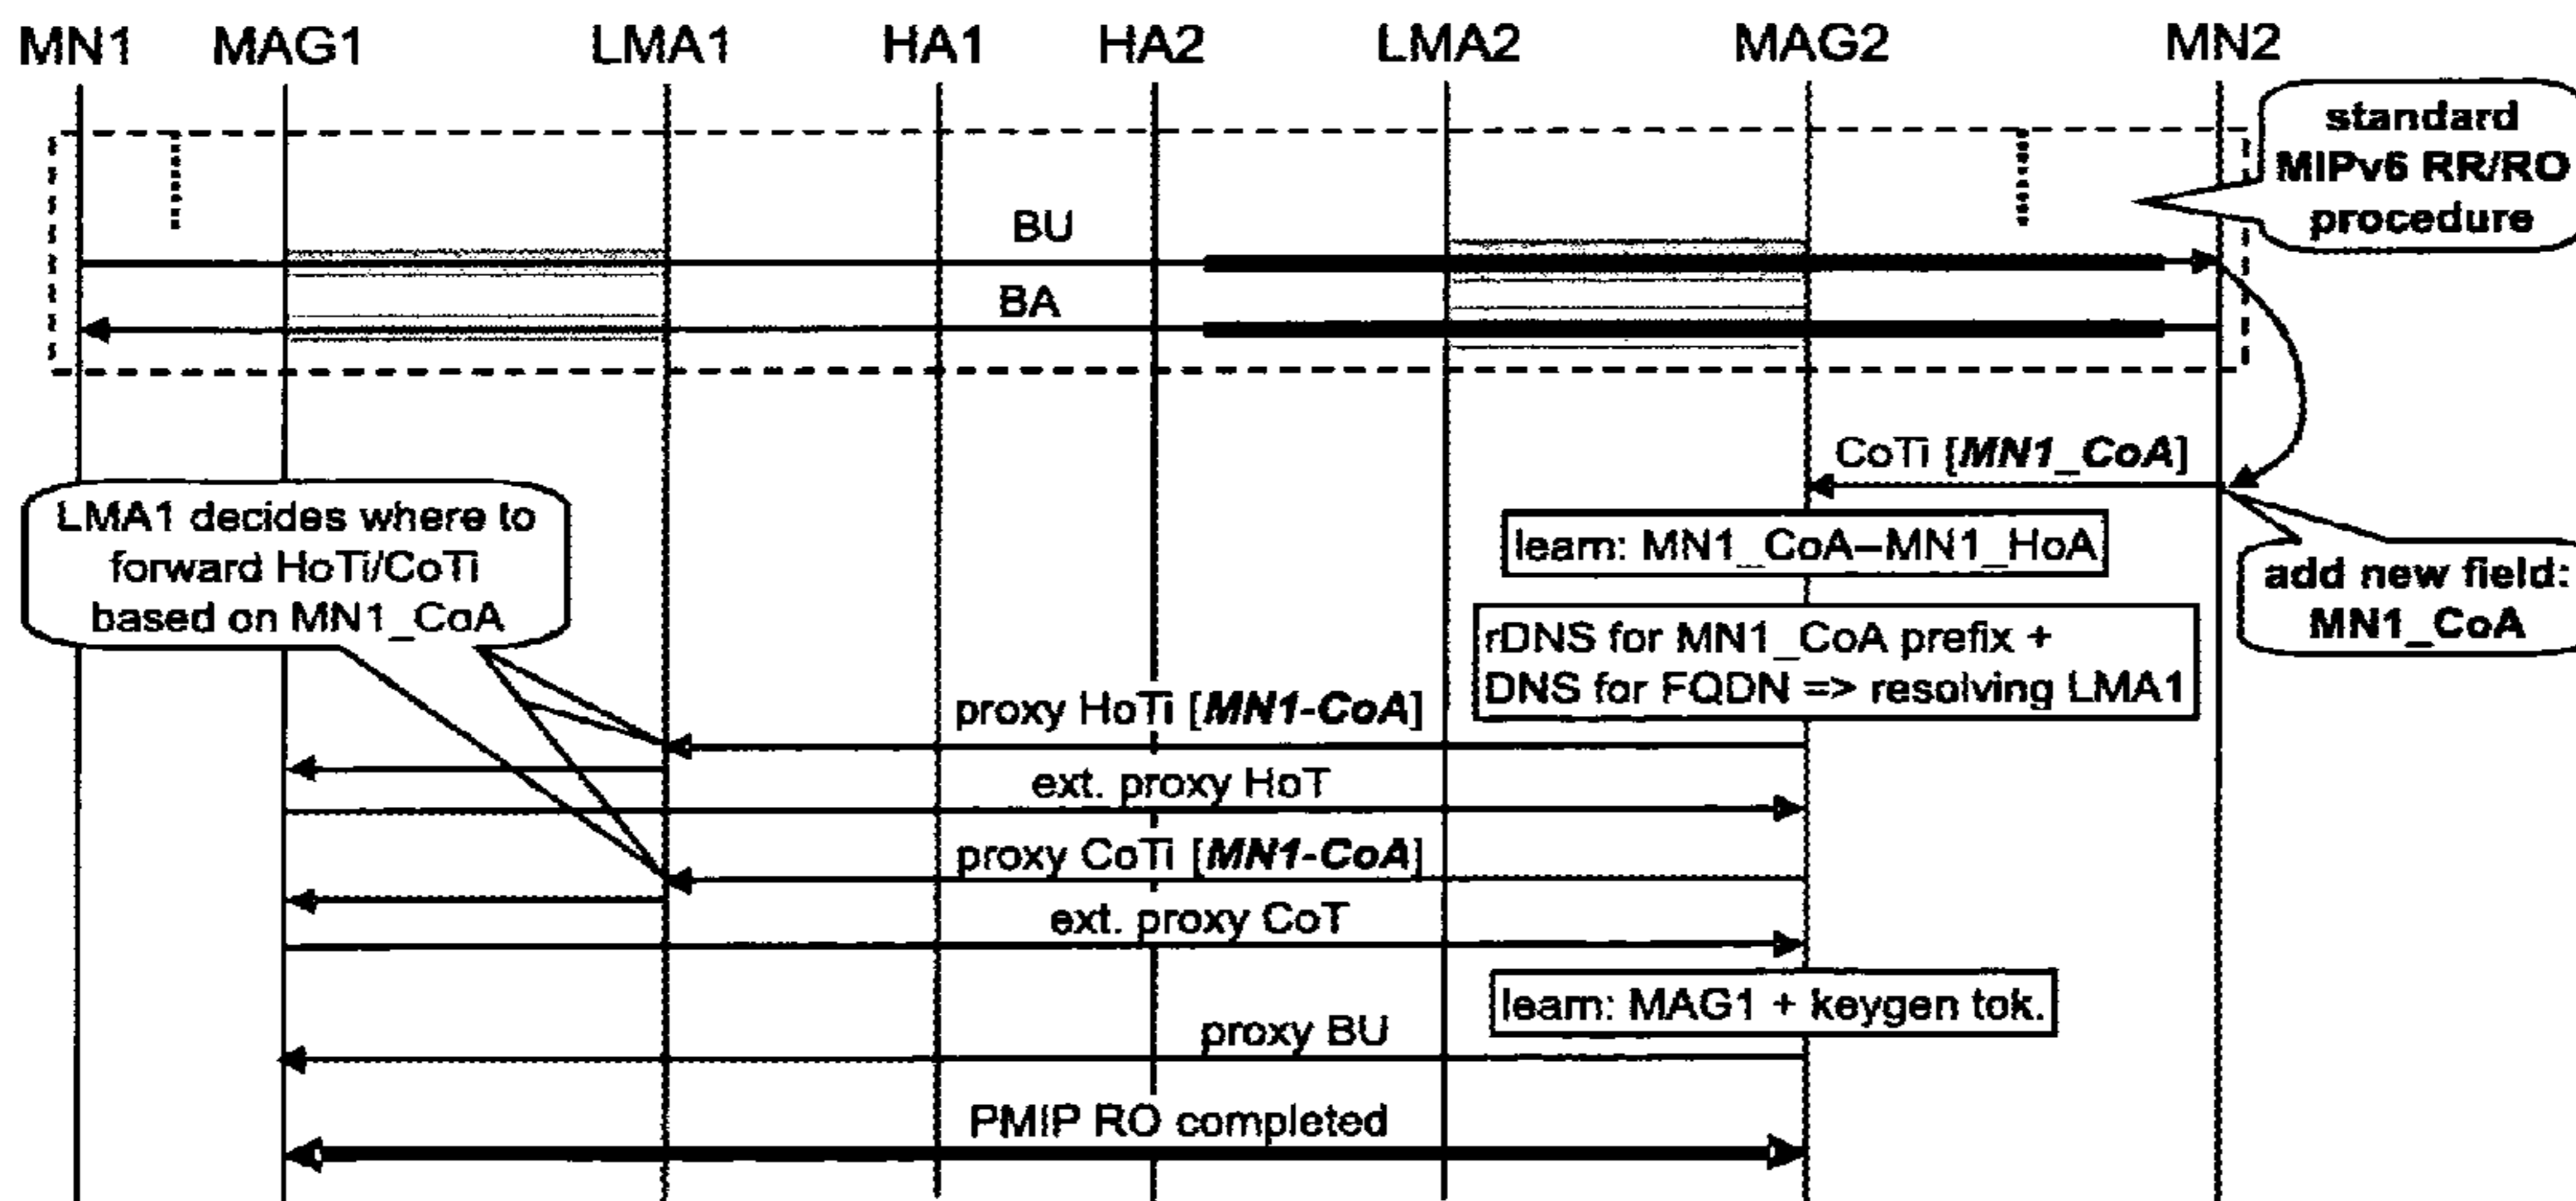 MN1 MAG1 LMA1 HA1 HA2 LMA2 MAG2 MN2
standard
MIPv6 RR/RO
procedure
BU
BA
CoTi [MN1_CoA]
LMA1 decides where to
forward HoTi/CoTi
based on MN1_CoA
learn: MN1_CoA–MN1_HoA
add new field:
MN1_CoA
rDNS for MN1_CoA prefix +
DNS for FQDN => resolving LMA1
proxy HoTi [MN1-CoA]
ext. proxy HoT
proxy CoTi [MN1-CoA]
ext. proxy CoT
learn: MAG1 + keygen tok.
proxy BU
PMIP RO completed